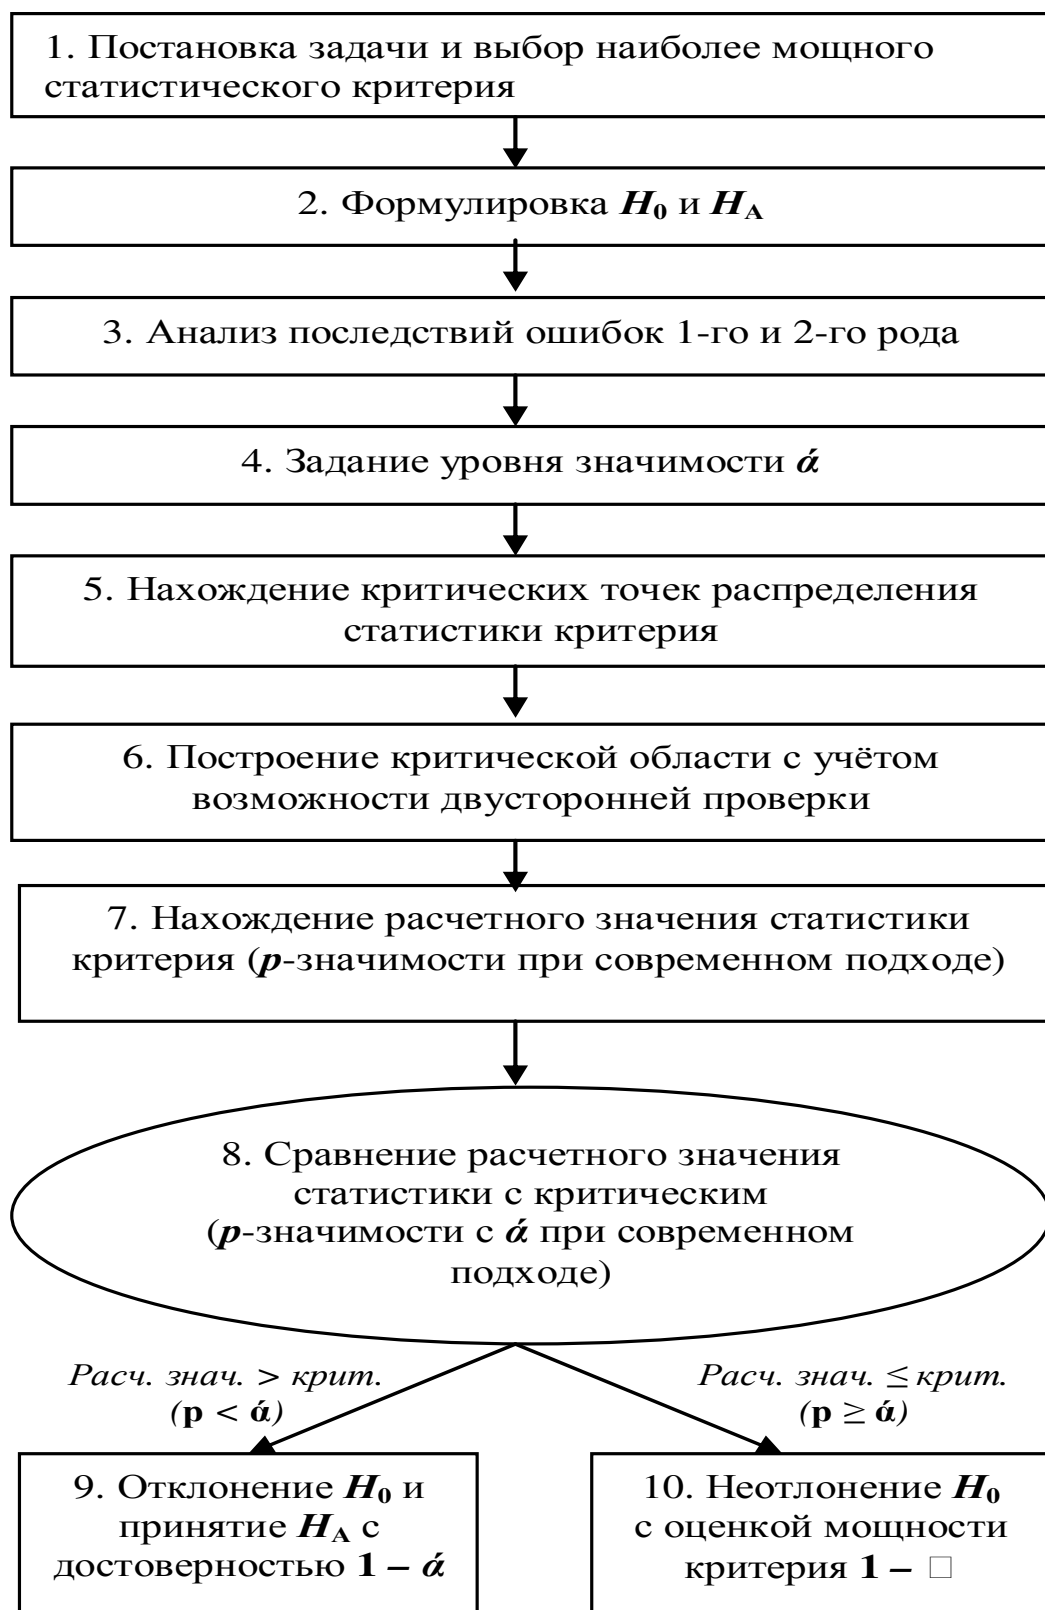 1. Постановка задачи и выбор наиболее мощного
статистического критерия
2. Формулировка H₀ и H_A
3. Анализ последствий ошибок 1-го и 2-го рода
4. Задание уровня значимости ά
5. Нахождение критических точек распределения
статистики критерия
6. Построение критической области с учётом
возможности двусторонней проверки
7. Нахождение расчетного значения статистики
критерия (p-значимости при современном подходе)
8. Сравнение расчетного значения
статистики с критическим
(p-значимости с ά при современном
подходе)
Расч. знач. > крит.
(p < ά)
Расч. знач. ≤ крит.
(p ≥ ά)
9. Отклонение H₀ и
принятие H_A с
достоверностью 1 – ά
10. Неотлонение H₀
с оценкой мощности
критерия 1 – □